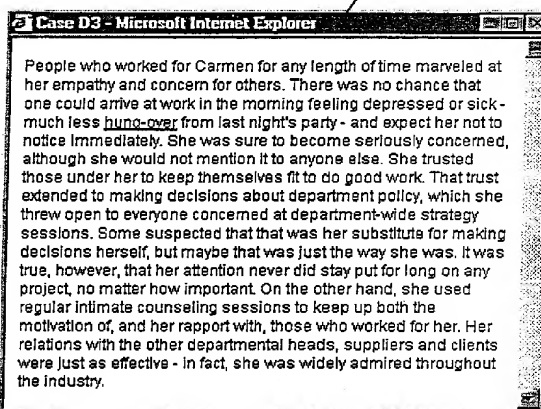 Case D3 - Microsoft Internet Explorer
People who worked for Carmen for any length of time marveled at
her empathy and concern for others. There was no chance that
one could arrive at work in the morning feeling depressed or sick -
much less hung-over from last night's party - and expect her not to
notice immediately. She was sure to become seriously concerned,
although she would not mention it to anyone else. She trusted
those under her to keep themselves fit to do good work. That trust
extended to making decisions about department policy, which she
threw open to everyone concerned at department-wide strategy
sessions. Some suspected that that was her substitute for making
decisions herself, but maybe that was just the way she was. It was
true, however, that her attention never did stay put for long on any
project, no matter how important. On the other hand, she used
regular intimate counseling sessions to keep up both the
motivation of, and her rapport with, those who worked for her. Her
relations with the other departmental heads, suppliers and clients
were just as effective - in fact, she was widely admired throughout
the industry.